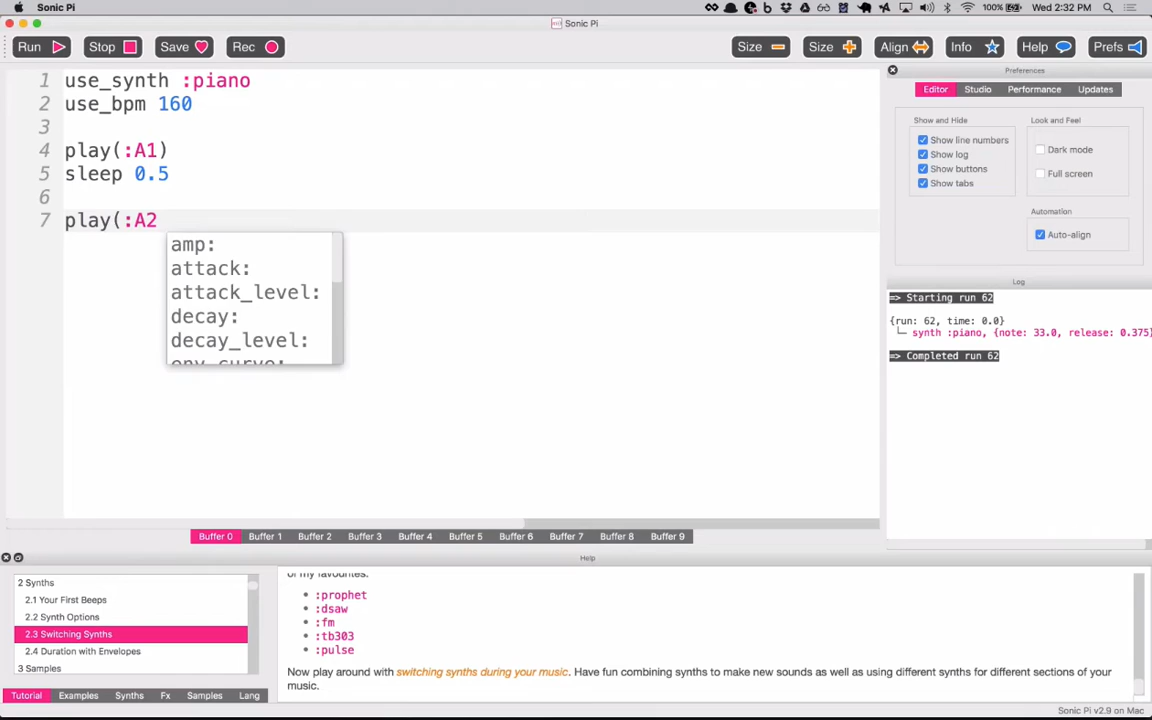 Sonic Pi
100%
Wed 2:32 PM
Sonic Pi
Run
Stop
Save
Rec
Size
Size
Align
Info
Help
Prefs
1 use_synth :piano
2 use_bpm 160
3
4 play(:A1)
5 sleep 0.5
6
7 play(:A2
amp:
attack:
attack_level:
decay:
decay_level:
env_curve:
Buffer 0 Buffer 1 Buffer 2 Buffer 3 Buffer 4 Buffer 5 Buffer 6 Buffer 7 Buffer 8 Buffer 9
Preferences
Editor Studio Performance Updates
Show and Hide
Show line numbers
Show log
Show buttons
Show tabs
Look and Feel
Dark mode
Full screen
Automation
Auto-align
Log
=> Starting run 62
{run: 62, time: 0.0}
└─ synth :piano, {note: 33.0, release: 0.375}
=> Completed run 62
Help
2 Synths
2.1 Your First Beeps
2.2 Synth Options
2.3 Switching Synths
2.4 Duration with Envelopes
3 Samples
Tutorial Examples Synths Fx Samples Lang
of my favourites.
• :prophet
• :dsaw
• :fm
• :tb303
• :pulse
Now play around with switching synths during your music. Have fun combining synths to make new sounds as well as using different synths for different sections of your
music.
Sonic Pi v2.9 on Mac